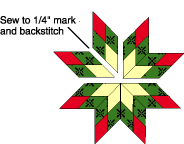 Sew to 1/4" mark
and backstitch